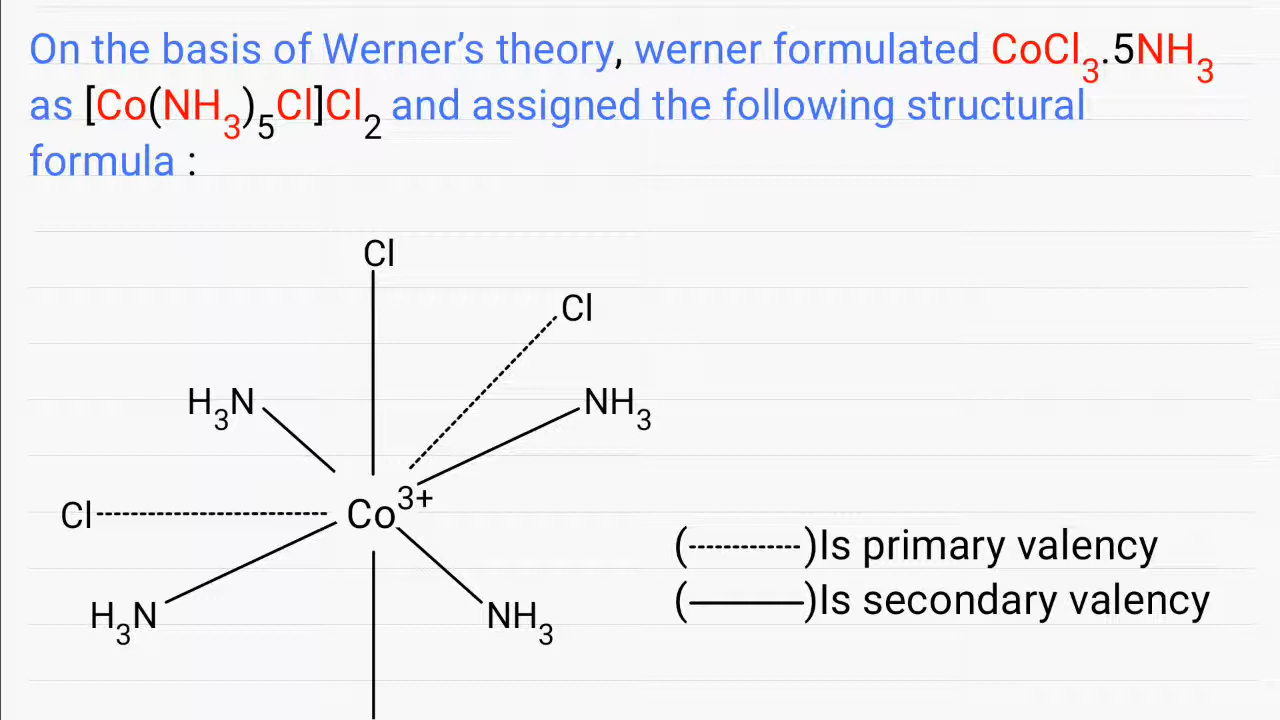 On the basis of Werner’s theory, werner formulated CoCl₃.5NH₃
as [Co(NH₃)₅Cl]Cl₂ and assigned the following structural
formula :
Cl
Cl
H₃N
NH₃
Cl
Co³⁺
(----------)Is primary valency
(———)Is secondary valency
H₃N
NH₃